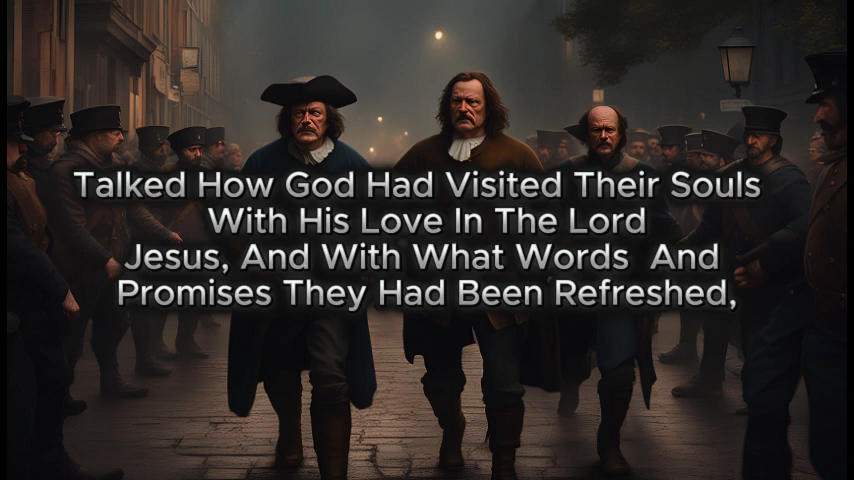 Talked How God Had Visited Their Souls
With His Love In The Lord
Jesus, And With What Words  And
Promises They Had Been Refreshed,